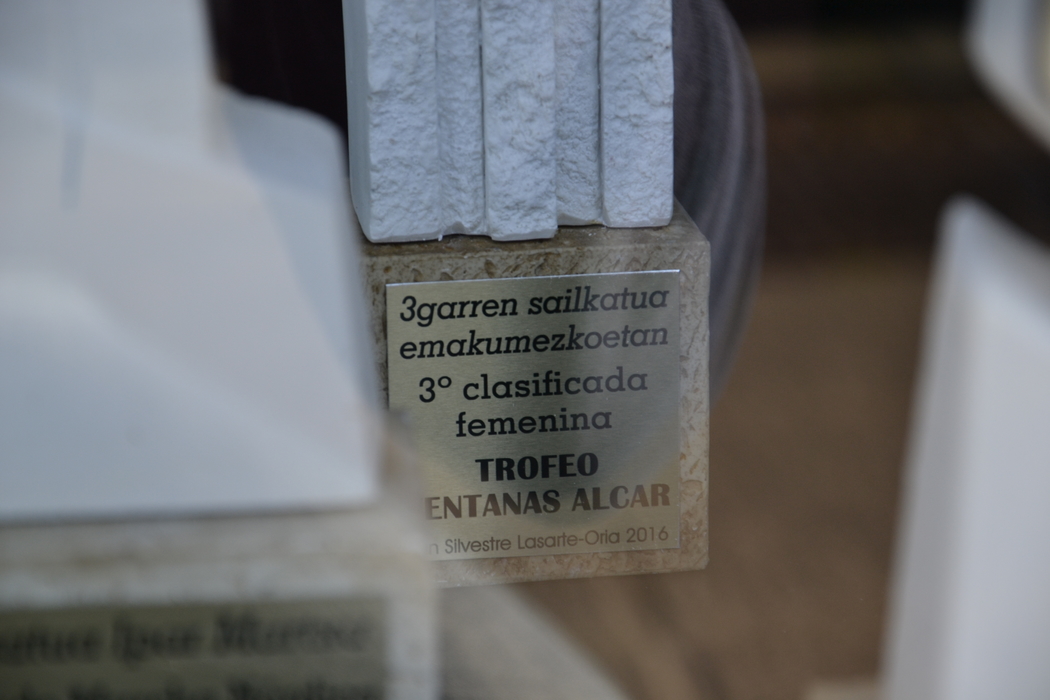 3garren sailkatua
emakumezkoetan
3º clasificada
femenina
TROFEO
ENTANAS ALCAR
n Silvestre Lasarte-Oria 2016